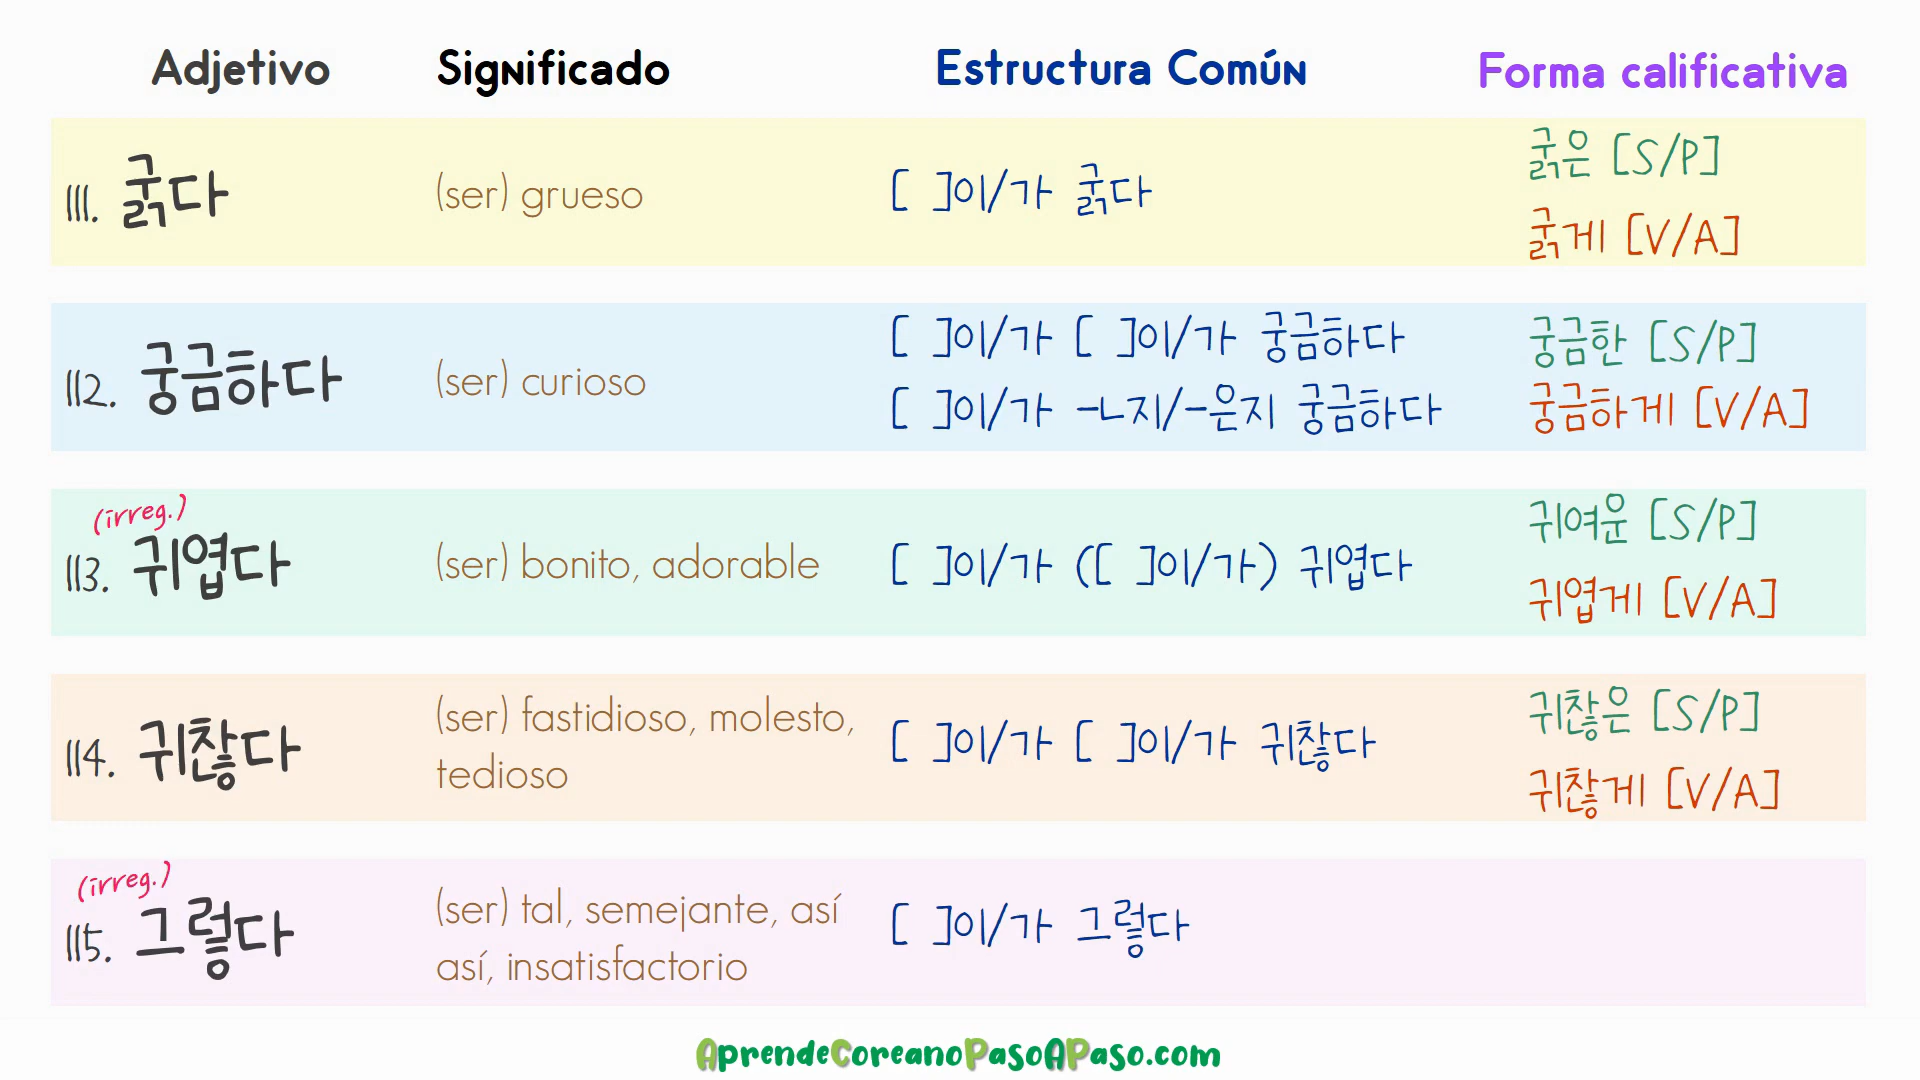 Adjetivo Significado Estructura Común Forma calificativa
111. 굵다 (ser) grueso [ ]이/가 굵다 굵은 [S/P]
굵게 [V/A]
112. 궁금하다 (ser) curioso [ ]이/가 [ ]이/가 궁금하다 궁금한 [S/P]
[ ]이/가 -ㄴ지/-은지 궁금하다 궁금하게 [V/A]
(irreg.)
113. 귀엽다 (ser) bonito, adorable [ ]이/가 ([ ]이/가) 귀엽다 귀여운 [S/P]
귀엽게 [V/A]
114. 귀찮다 (ser) fastidioso, molesto, [ ]이/가 [ ]이/가 귀찮다 귀찮은 [S/P]
tedioso 귀찮게 [V/A]
(irreg.)
115. 그렇다 (ser) tal, semejante, así [ ]이/가 그렇다
así, insatisfactorio
AprendeCoreanoPasoAPaso.com